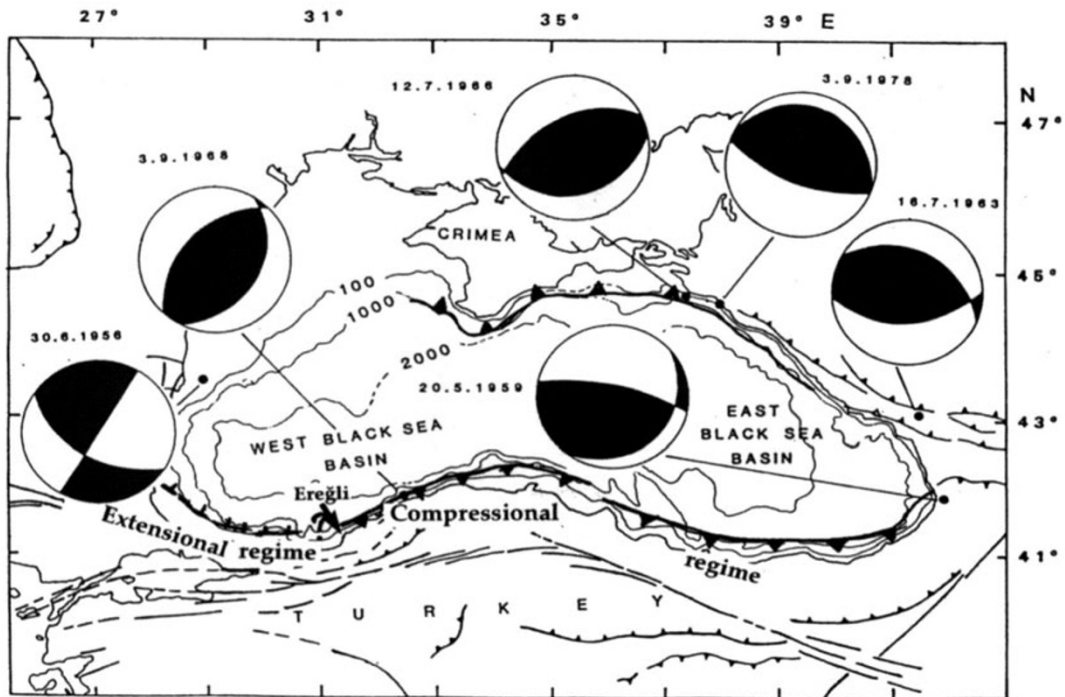 27° 31° 35° 39° E
12.7.1966
3.9.1978
N
47°
3.9.1968
16.7.1963
CRIMEA
45°
100
1000
30.6.1956
2000
20.5.1959
43°
WEST BLACK SEA
BASIN
EAST
BLACK SEA
BASIN
Ereğli
?
Extensional regime
Compressional
regime
41°
TURKEY